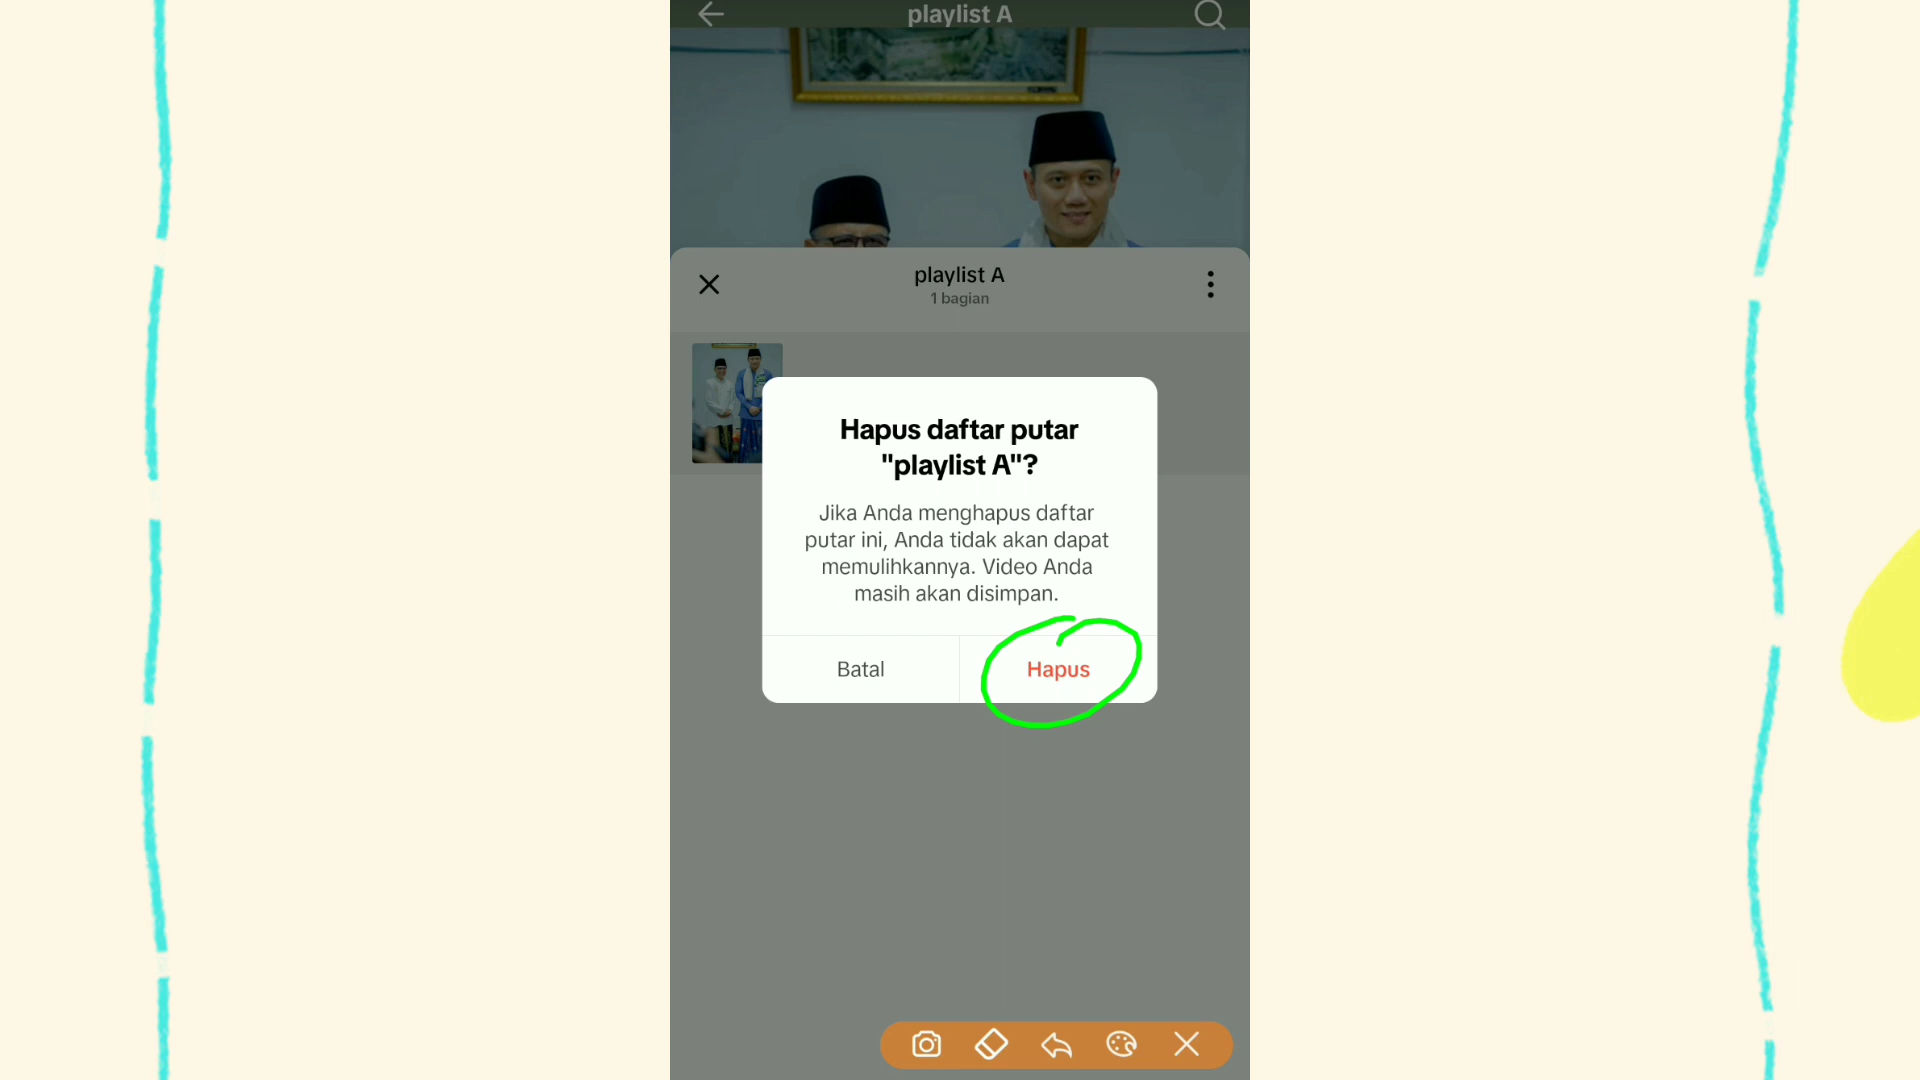 playlist A
playlist A
1 bagian
Hapus daftar putar
"playlist A"?
Jika Anda menghapus daftar
putar ini, Anda tidak akan dapat
memulihkannya. Video Anda
masih akan disimpan.
Batal
Hapus